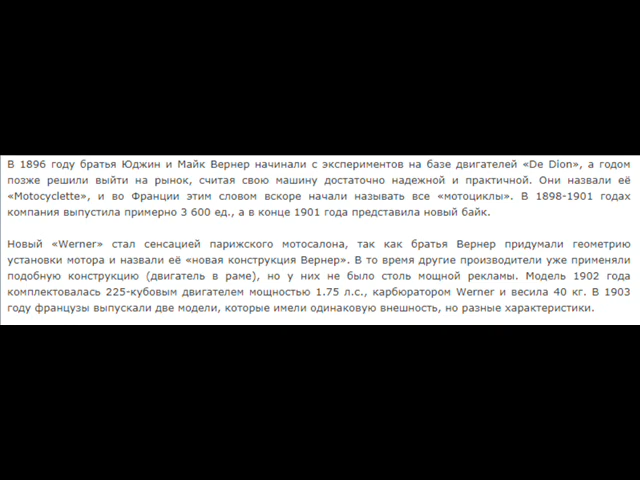 В 1896 году братья Юджин и Майк Вернер начинали с экспериментов на базе двигателей «De Dion», а годом
позже решили выйти на рынок, считая свою машину достаточно надежной и практичной. Они назвали её
«Motocyclette», и во Франции этим словом вскоре начали называть все «мотоциклы». В 1898-1901 годах
компания выпустила примерно 3 600 ед., а в конце 1901 года представила новый байк.
Новый «Werner» стал сенсацией парижского мотосалона, так как братья Вернер придумали геометрию
установки мотора и назвали её «новая конструкция Вернер». В то время другие производители уже применяли
подобную конструкцию (двигатель в раме), но у них не было столь мощной рекламы. Модель 1902 года
комплектовалась 225-кубовым двигателем мощностью 1.75 л.с., карбюратором Werner и весила 40 кг. В 1903
году французы выпускали две модели, которые имели одинаковую внешность, но разные характеристики.